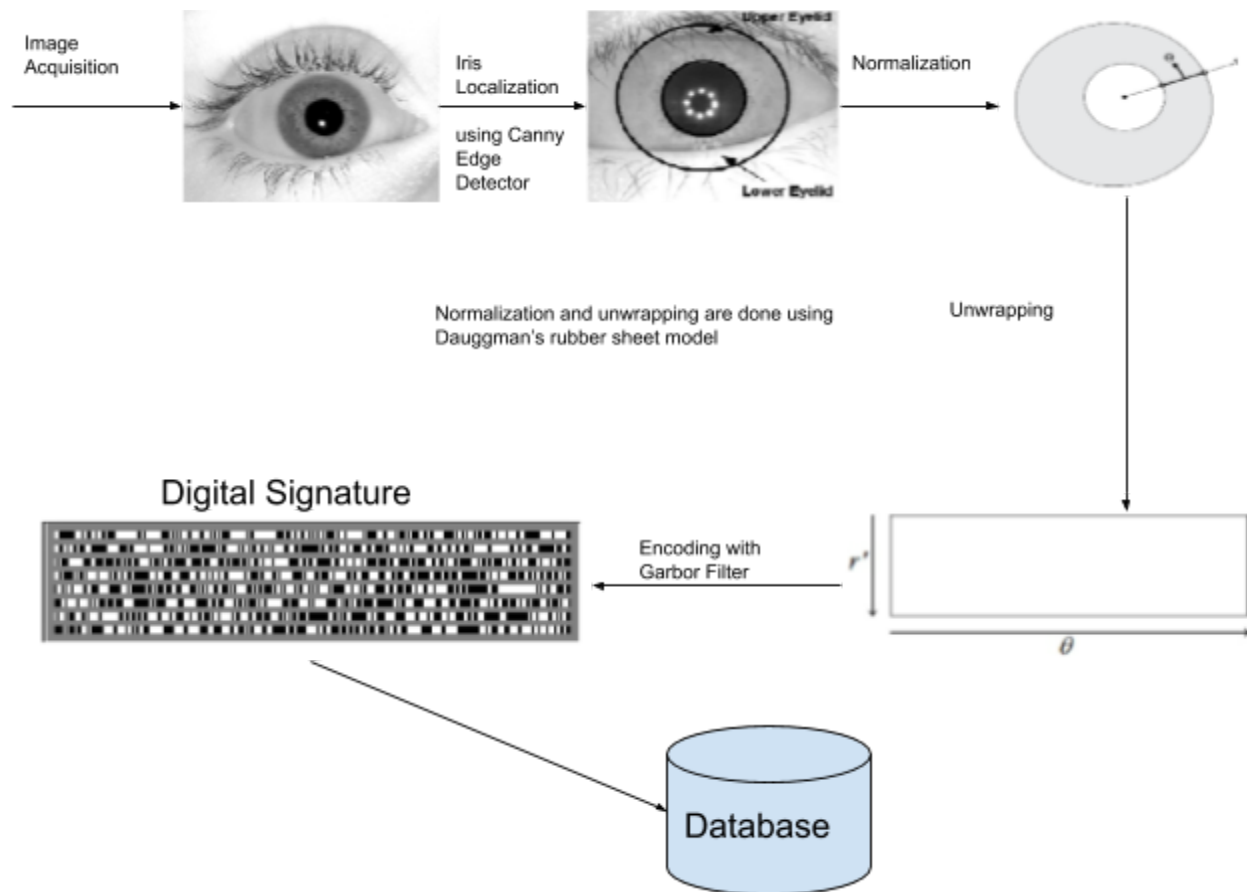 Image
Acquisition
Iris
Localization
using Canny
Edge
Detector
Upper Eyelid
Lower Eyelid
Normalization
Θ
r
Normalization and unwrapping are done using
Dauggman's rubber sheet model
Unwrapping
Digital Signature
Encoding with
Garbor Filter
r'
θ
Database